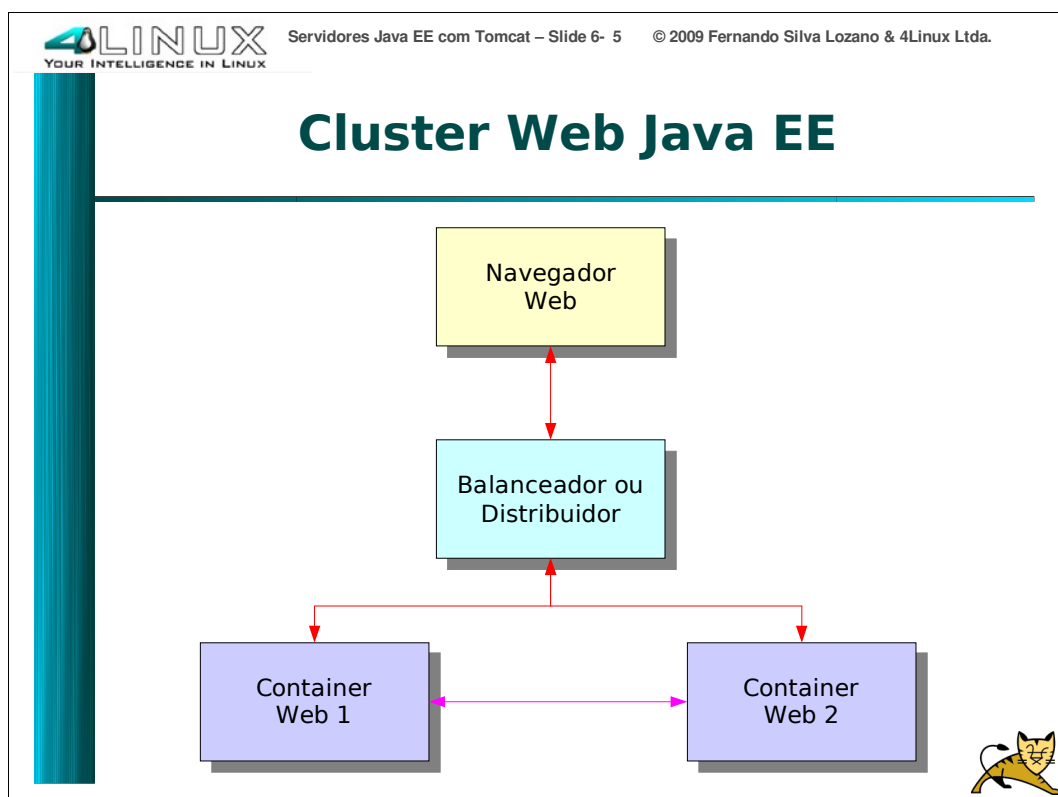 4LINUX
YOUR INTELLIGENCE IN LINUX
Servidores Java EE com Tomcat – Slide 6- 5 © 2009 Fernando Silva Lozano & 4Linux Ltda.
Cluster Web Java EE
Navegador
Web
Balanceador ou
Distribuidor
Container
Web 1
Container
Web 2